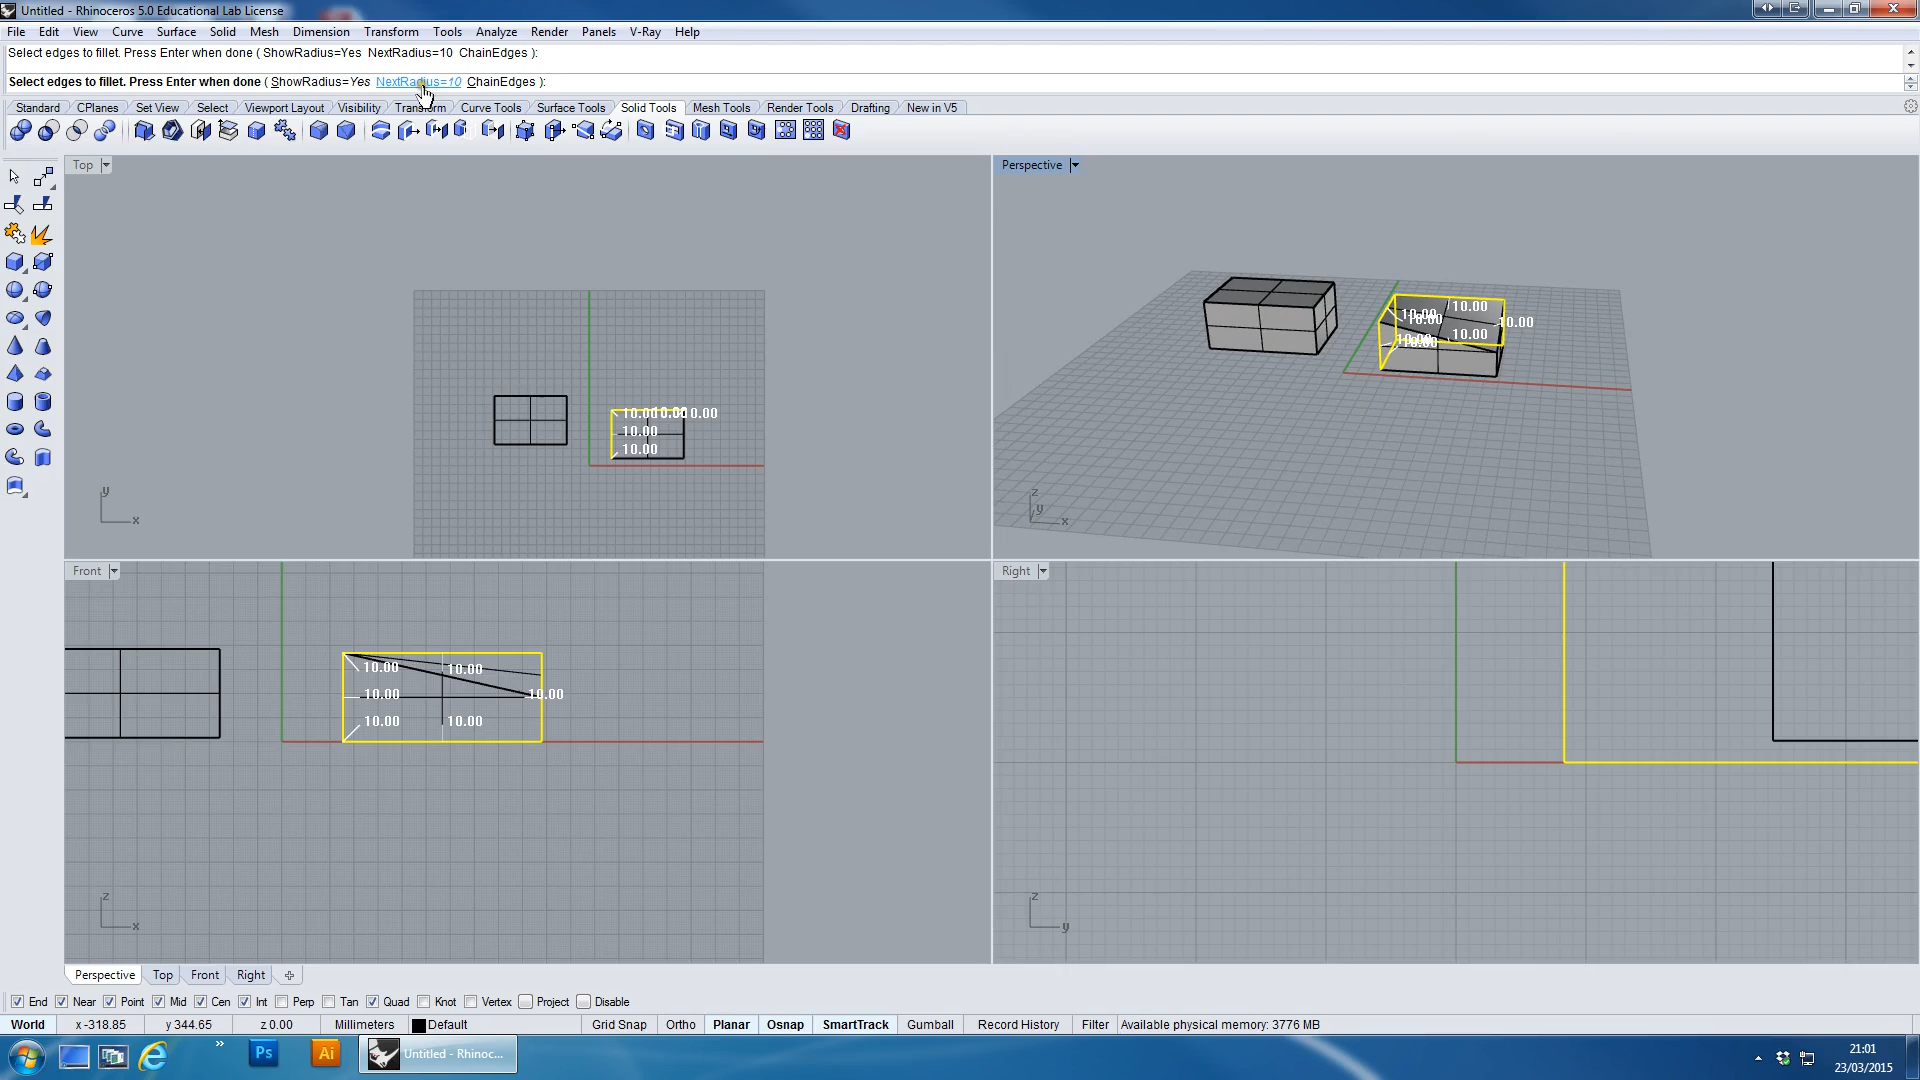 Untitled - Rhinoceros 5.0 Educational Lab License
File Edit View Curve Surface Solid Mesh Dimension Transform Tools Analyze Render Panels V-Ray Help
Select edges to fillet. Press Enter when done ( ShowRadius=Yes NextRadius=10 ChainEdges ):
Select edges to fillet. Press Enter when done ( ShowRadius=Yes NextRadius=10 ChainEdges ):
Standard CPlanes Set View Select Viewport Layout Visibility Transform Curve Tools Surface Tools Solid Tools Mesh Tools Render Tools Drafting New in V5
Top
Perspective
10.00
10.00
10.00
10.00
10.00
10.00
10.00
y
x
z
y
x
Front
Right
10.00 10.00
10.00 10.00
10.00 10.00
z
x
z
y
Perspective Top Front Right
End Near Point Mid Cen Int Perp Tan Quad Knot Vertex Project Disable
World x -318.85 y 344.65 z 0.00 Millimeters Default Grid Snap Ortho Planar Osnap SmartTrack Gumball Record History Filter Available physical memory: 3776 MB
Ps Ai Untitled - Rhinoc...
21:01
23/03/2015